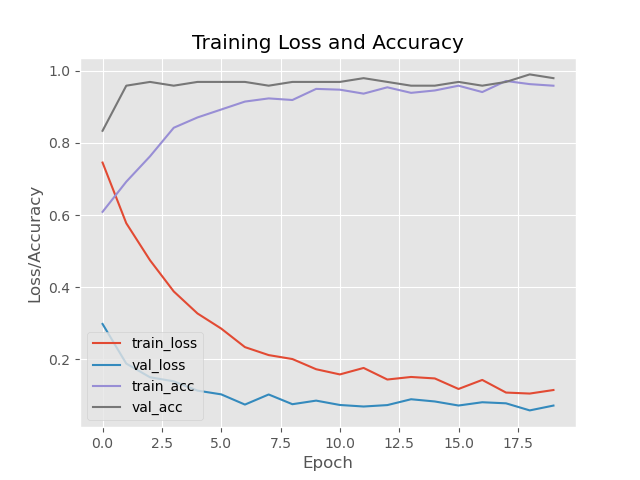 Training Loss and Accuracy
Loss/Accuracy
1.0
0.8
0.6
0.4
0.2
train_loss
val_loss
train_acc
val_acc
0.0 2.5 5.0 7.5 10.0 12.5 15.0 17.5
Epoch